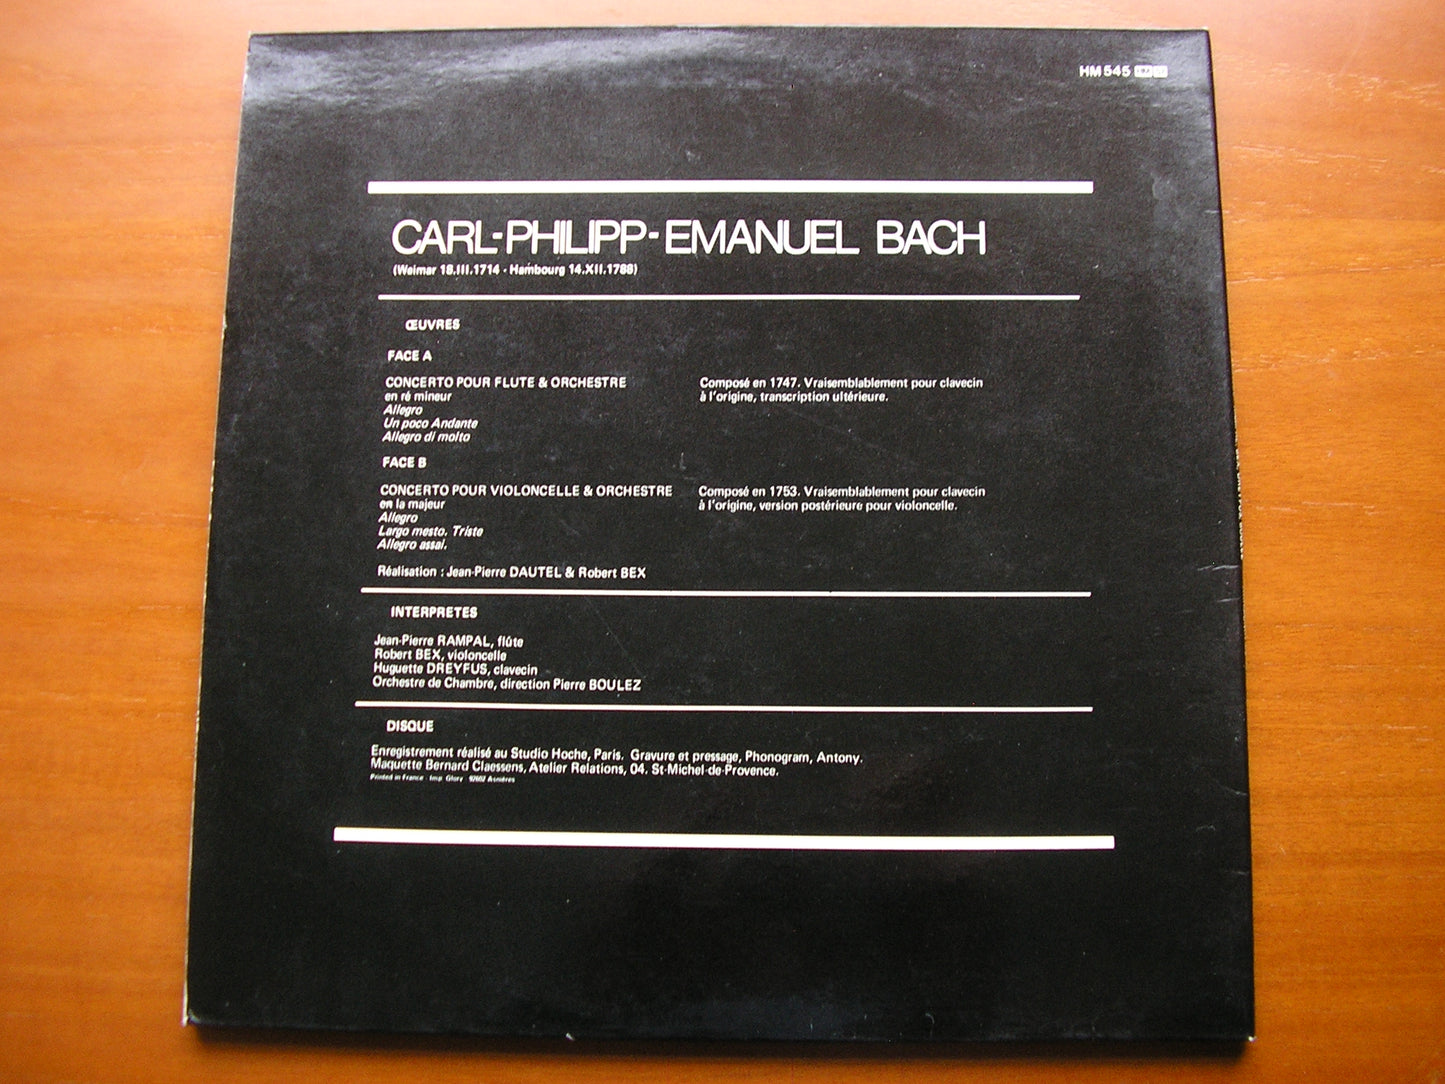 HM 545
CARL-PHILIPP-EMANUEL BACH
(Weimar 18.III.1714 - Hambourg 14.XII.1788)
ŒUVRES
FACE A
CONCERTO POUR FLUTE & ORCHESTRE
en ré mineur
Allegro
Un poco Andante
Allegro di molto
Composé en 1747. Vraisemblablement pour clavecin
à l'origine, transcription ultérieure.
FACE B
CONCERTO POUR VIOLONCELLE & ORCHESTRE
en la majeur
Allegro
Largo mesto. Triste
Allegro assai.
Composé en 1753. Vraisemblablement pour clavecin
à l'origine, version postérieure pour violoncelle.
Réalisation : Jean-Pierre DAUTEL & Robert BEX
INTERPRETES
Jean-Pierre RAMPAL, flûte
Robert BEX, violoncelle
Huguette DREYFUS, clavecin
Orchestre de Chambre, direction Pierre BOULEZ
DISQUE
Enregistrement réalisé au Studio Hoche, Paris. Gravure et pressage, Phonogram, Antony.
Maquette Bernard Claessens, Atelier Relations, 04. St-Michel-de-Provence.
Printed in France - Imp. Glory - 92602 Asnières